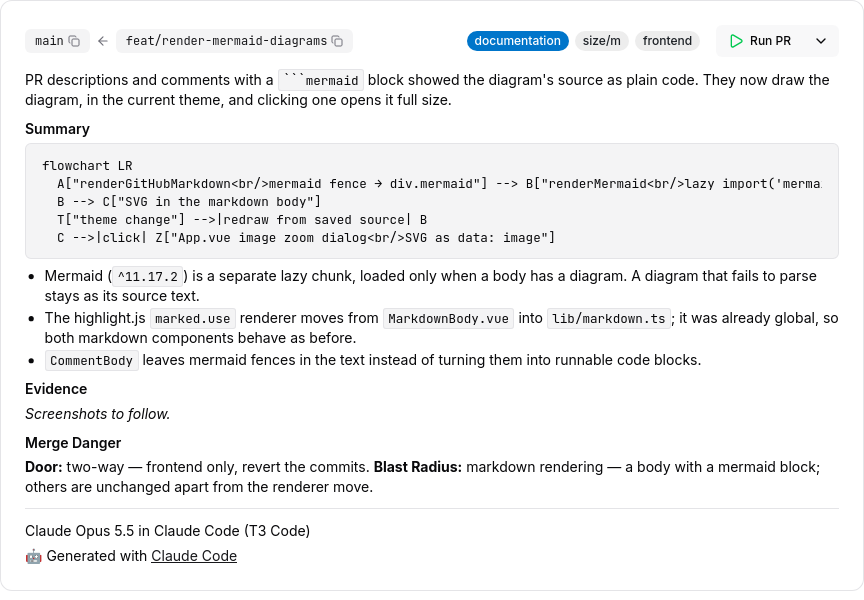 main ← feat/render-mermaid-diagrams documentation size/m frontend Run PR
PR descriptions and comments with a ```mermaid block showed the diagram's source as plain code. They now draw the
diagram, in the current theme, and clicking one opens it full size.
Summary
flowchart LR
A["renderGitHubMarkdown<br/>mermaid fence → div.mermaid"] --> B["renderMermaid<br/>lazy import('merma
B --> C["SVG in the markdown body"]
T["theme change"] -->|redraw from saved source| B
C -->|click| Z["App.vue image zoom dialog<br/>SVG as data: image"]
• Mermaid (^11.17.2) is a separate lazy chunk, loaded only when a body has a diagram. A diagram that fails to parse
stays as its source text.
• The highlight.js marked.use renderer moves from MarkdownBody.vue into lib/markdown.ts; it was already global, so
both markdown components behave as before.
• CommentBody leaves mermaid fences in the text instead of turning them into runnable code blocks.
Evidence
Screenshots to follow.
Merge Danger
Door: two-way — frontend only, revert the commits. Blast Radius: markdown rendering — a body with a mermaid block;
others are unchanged apart from the renderer move.
Claude Opus 5.5 in Claude Code (T3 Code)
🤖 Generated with Claude Code